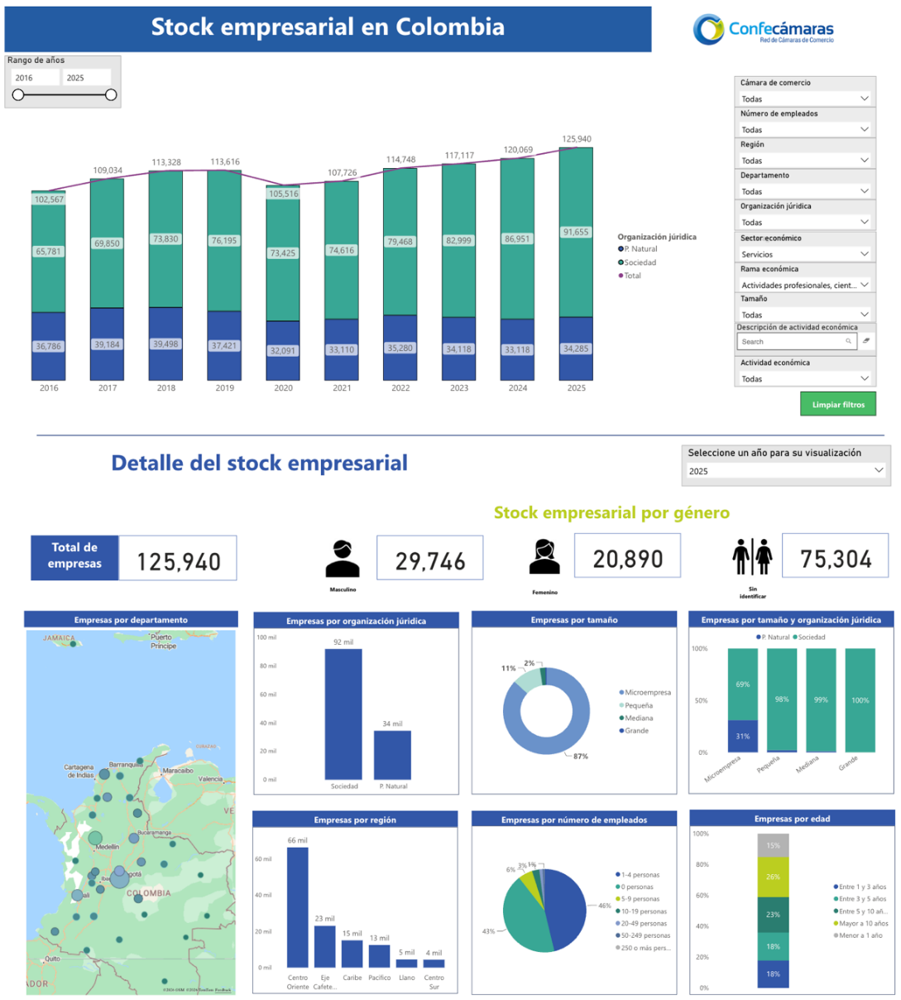 Stock empresarial en Colombia
Confecámaras
Red de Cámaras de Comercio
Rango de años
2016 2025
Cámara de comercio
Todas
Número de empleados
Todas
Región
Todas
Departamento
Todas
Organización júridica
Todas
Sector económico
Servicios
Rama económica
Actividades profesionales, cient...
Tamaño
Todas
Descripción de actividad económica
Search
Actividad económica
Todas
Limpiar filtros
102,567 109,034 113,328 113,616 105,516 107,726 114,748 117,117 120,069 125,940
65,781 69,850 73,830 76,195 73,425 74,616 79,468 82,999 86,951 91,655
36,786 39,184 39,498 37,421 32,091 33,110 35,280 34,118 33,118 34,285
2016 2017 2018 2019 2020 2021 2022 2023 2024 2025
Organización júridica
P. Natural
Sociedad
Total
Detalle del stock empresarial
Seleccione un año para su visualización
2025
Stock empresarial por género
Total de
empresas
125,940
29,746
Masculino
20,890
Femenino
75,304
Sin
identificar
Empresas por departamento
JAMAICA
Puerto
Príncipe
CURAZAO
Cartagena
de Indias
Barranquilla
Maracaibo
Valencia
VE
Bucaramanga
Medellín
COLOMBIA
Quito
Empresas por organización júridica
100 mil
80 mil
60 mil
40 mil
20 mil
0 mil
92 mil
34 mil
Sociedad P. Natural
Empresas por tamaño
11%
2%
87%
Microempresa
Pequeña
Mediana
Grande
Empresas por tamaño y organización júridica
P. Natural Sociedad
100%
50%
0%
69% 98% 99% 100%
31%
Microempresa Pequeña Mediana Grande
Empresas por región
60 mil
40 mil
20 mil
0 mil
66 mil
23 mil
15 mil
13 mil
5 mil
4 mil
Centro
Oriente
Eje
Cafete...
Caribe
Pacífico
Llano
Centro
Sur
Empresas por número de empleados
6%
3%
1%
46%
43%
1-4 personas
0 personas
5-9 personas
10-19 personas
20-49 personas
50-249 personas
250 o más pers...
Empresas por edad
100%
80%
60%
40%
20%
0%
15%
26%
23%
18%
18%
Entre 1 y 3 años
Entre 3 y 5 años
Entre 5 y 10 añ...
Mayor a 10 años
Menor a 1 año